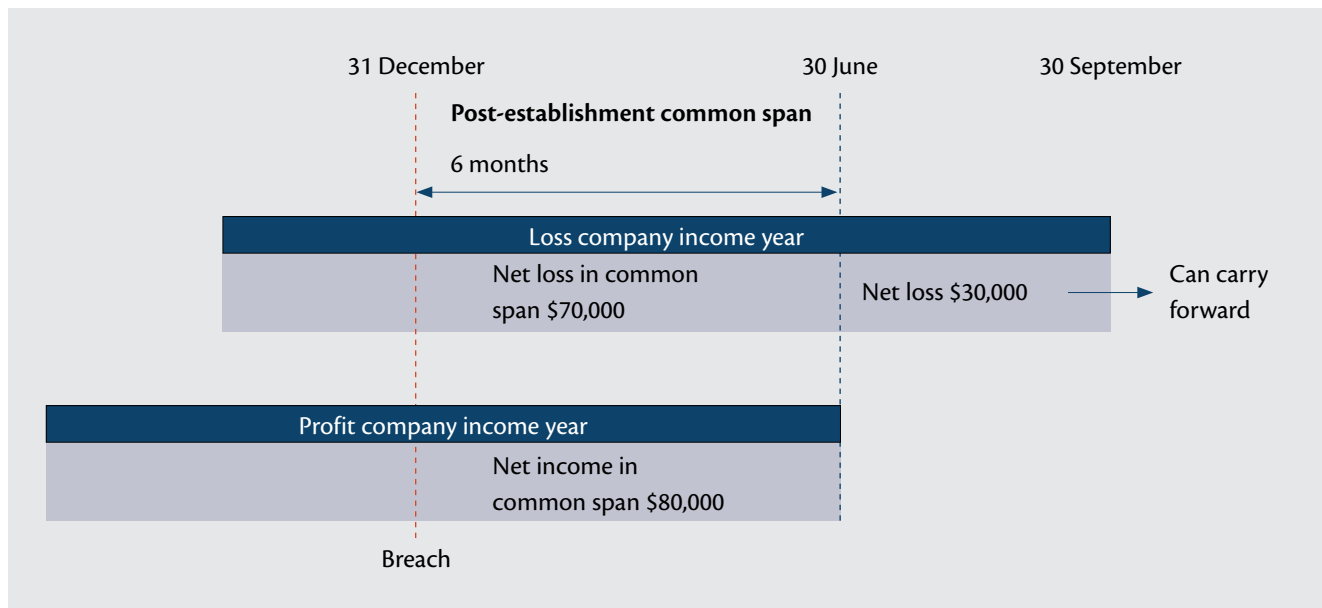 31 December
30 June
30 September
Post-establishment common span
6 months
Loss company income year
Net loss in common
span $70,000
Net loss $30,000
Can carry
forward
Profit company income year
Net income in
common span $80,000
Breach